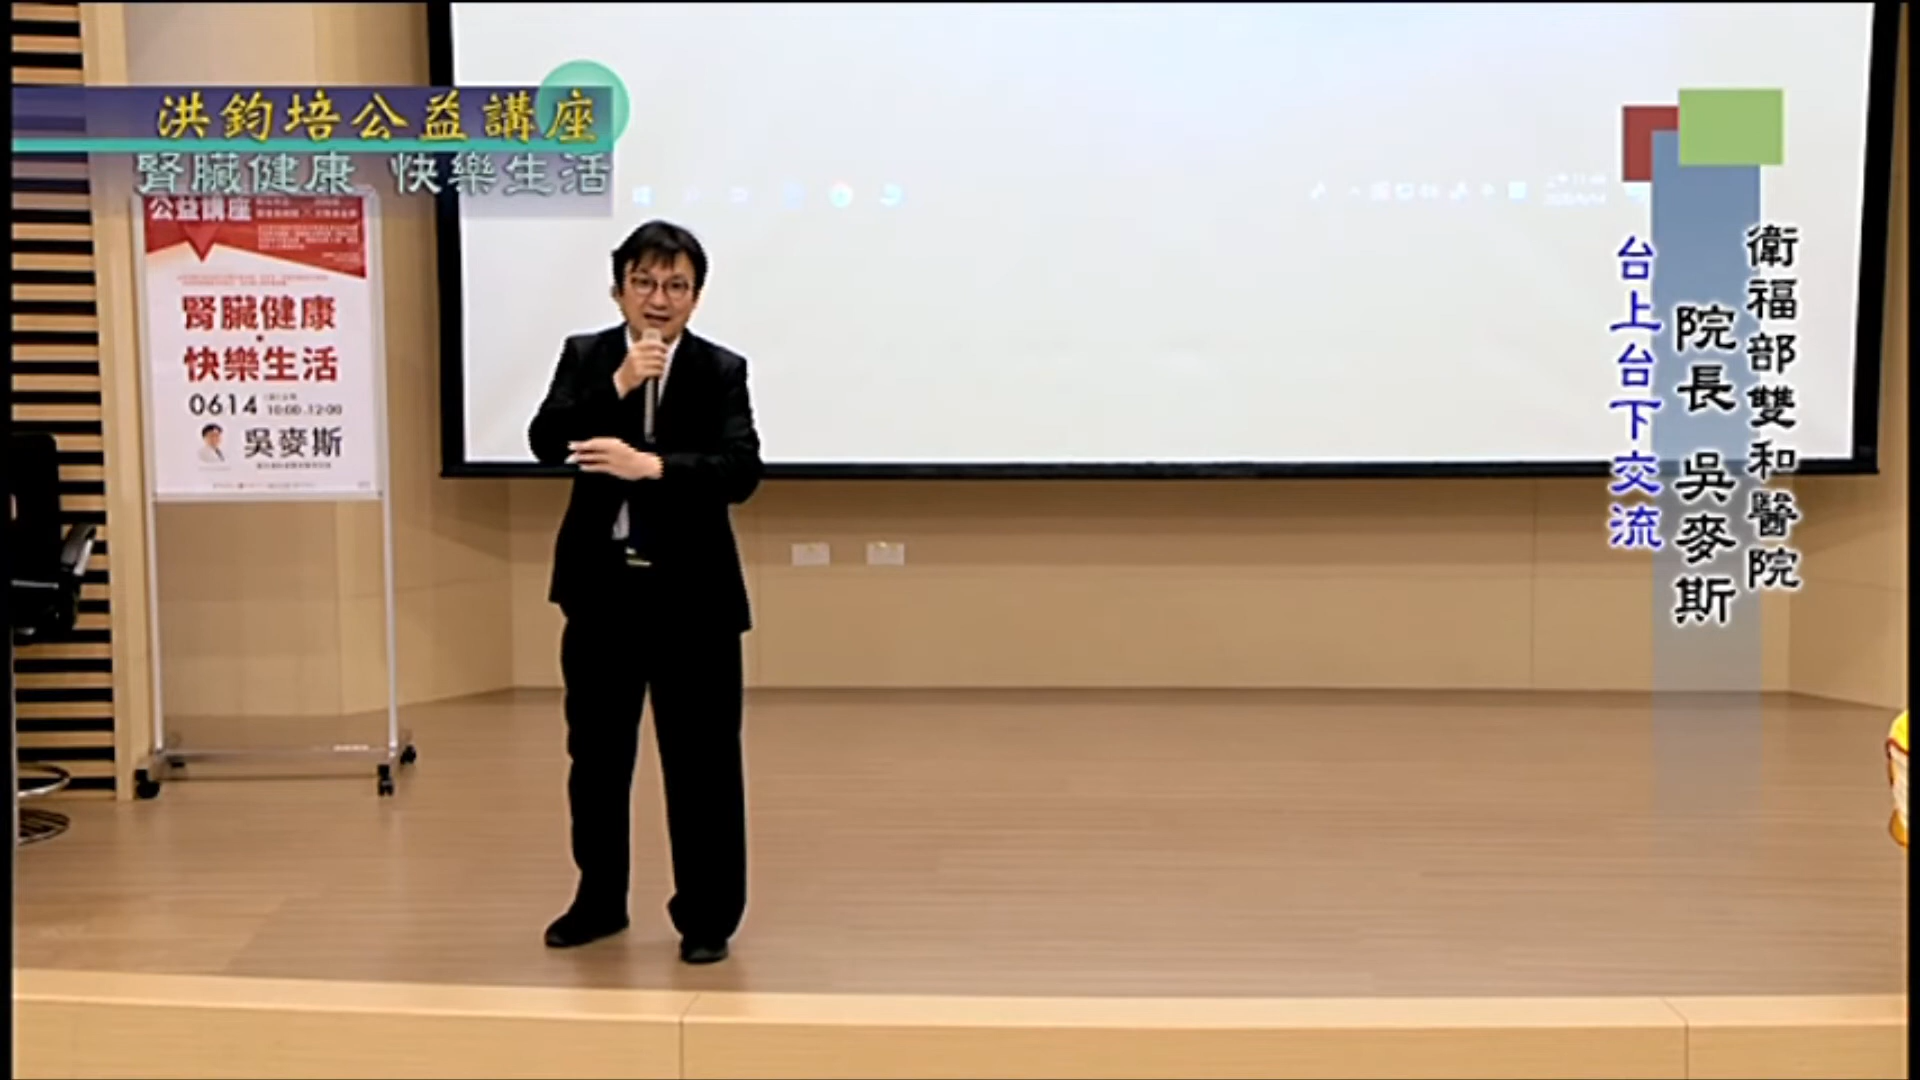 洪鈞培公益講座
腎臟健康 快樂生活
公益講座
腎臟健康
快樂生活
0614 10:00-12:00
吳麥斯
衛福部雙和醫院
院長 吳麥斯
台上台下交流